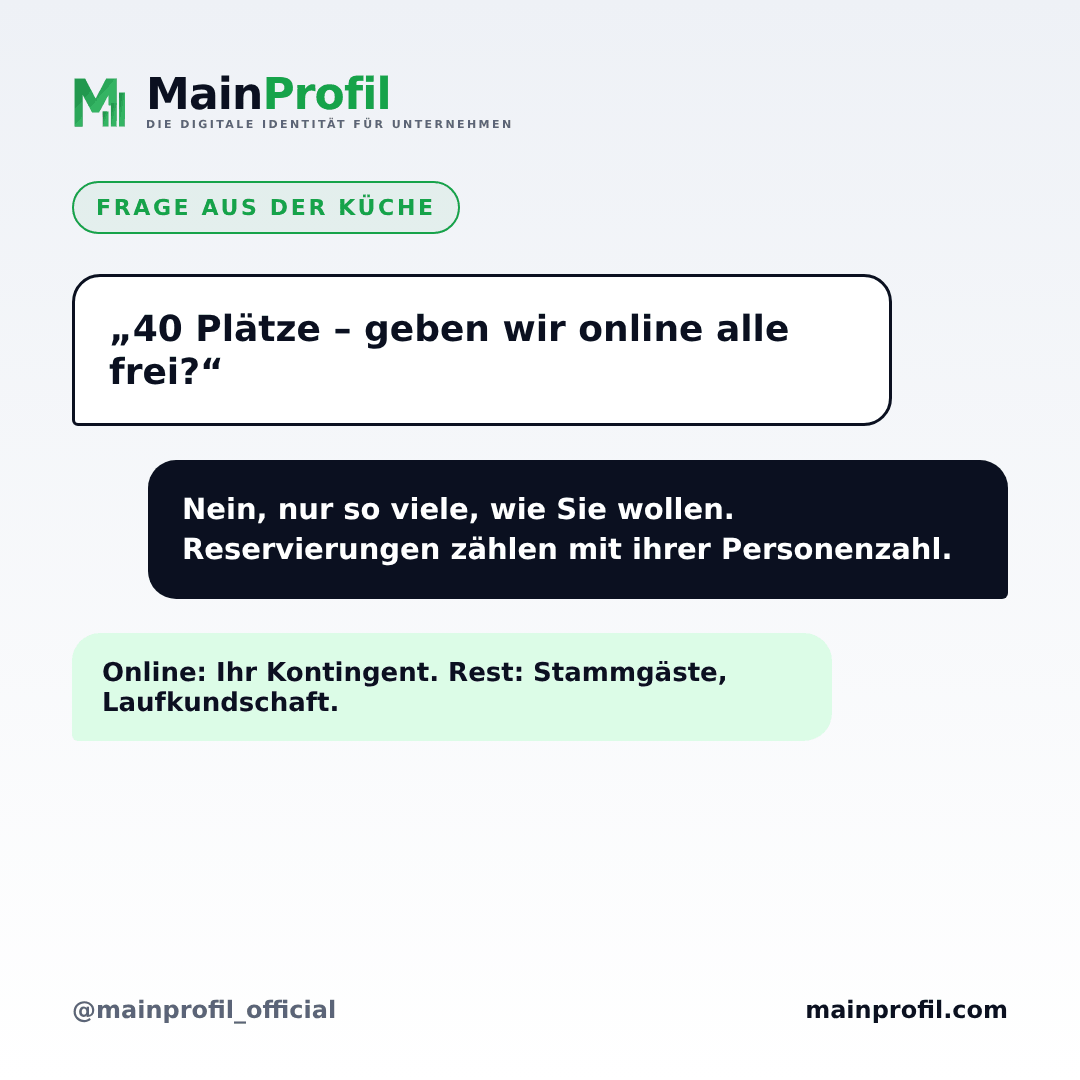 MainProfil
DIE DIGITALE IDENTITÄT FÜR UNTERNEHMEN
FRAGE AUS DER KÜCHE
„40 Plätze – geben wir online alle
frei?“
Nein, nur so viele, wie Sie wollen.
Reservierungen zählen mit ihrer Personenzahl.
Online: Ihr Kontingent. Rest: Stammgäste,
Laufkundschaft.
@mainprofil_official
mainprofil.com